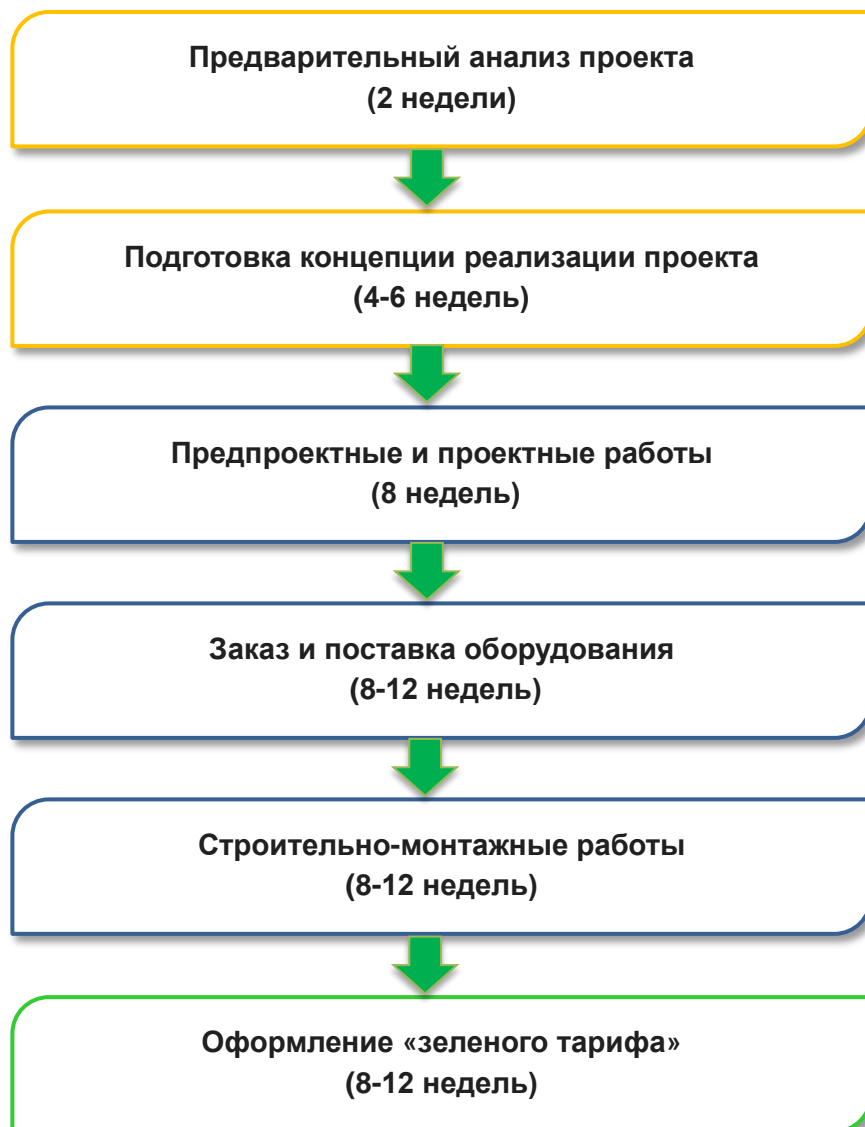 Предварительный анализ проекта
(2 недели)
Подготовка концепции реализации проекта
(4-6 недель)
Предпроектные и проектные работы
(8 недель)
Заказ и поставка оборудования
(8-12 недель)
Строительно-монтажные работы
(8-12 недель)
Оформление «зеленого тарифа»
(8-12 недель)